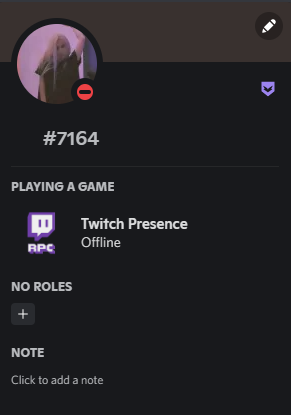 #7164
PLAYING A GAME
Twitch Presence
Offline
RPC
NO ROLES
NOTE
Click to add a note